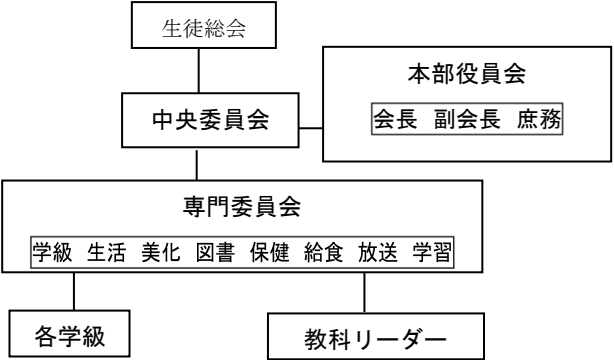 生徒総会
本部役員会
会長 副会長 庶務
中央委員会
専門委員会
学級 生活 美化 図書 保健 給食 放送 学習
各学級
教科リーダー